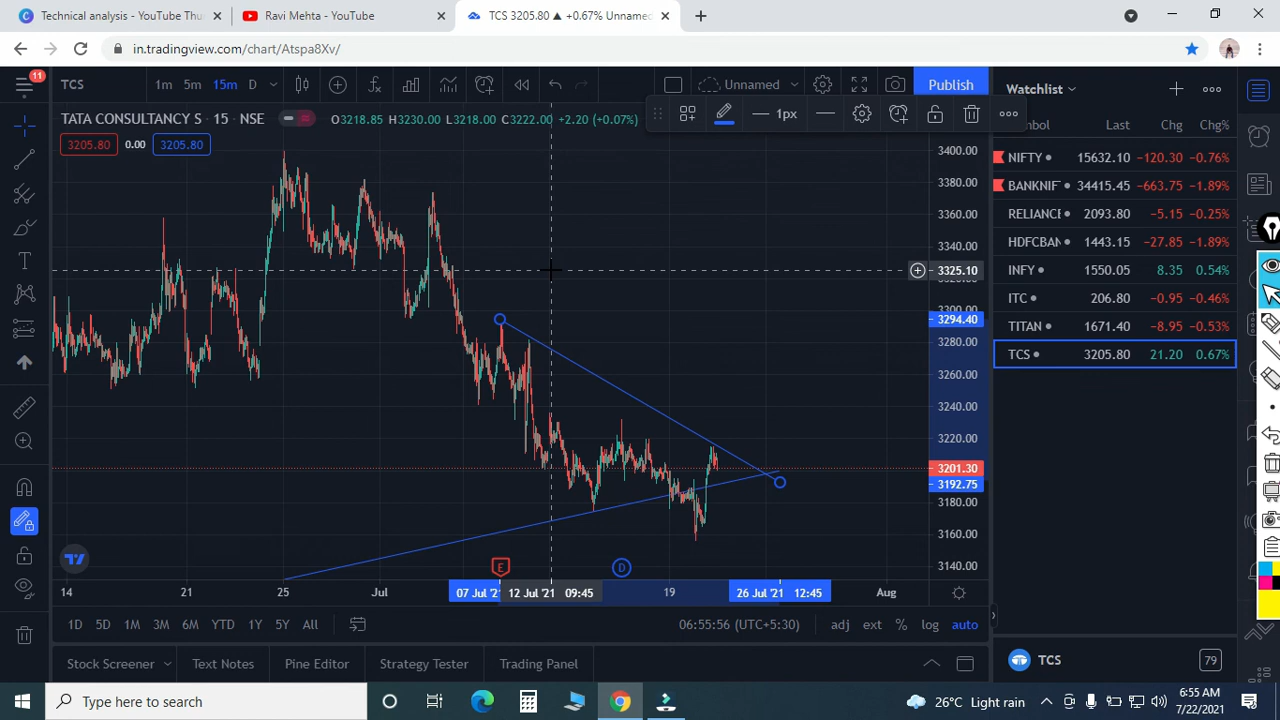 Technical analysis - YouTube Thu
Ravi Mehta - YouTube
TCS 3205.80 ▲ +0.67% Unnamed
in.tradingview.com/chart/Atspa8Xv/
11
TCS
1m 5m 15m D
Unnamed
Publish
Watchlist
1px
TATA CONSULTANCY S · 15 · NSE
O3218.85 H3230.00 L3218.00 C3222.00 +2.20 (+0.07%)
3205.80 0.00 3205.80
Last Chg Chg%
NIFTY 15632.10 −120.30 −0.76%
BANKNIF 34415.45 −663.75 −1.89%
RELIANCE 2093.80 −5.15 −0.25%
HDFCBAN 1443.15 −27.85 −1.89%
INFY 1550.05 8.35 0.54%
ITC 206.80 −0.95 −0.46%
TITAN 1671.40 −8.95 −0.53%
TCS 3205.80 21.20 0.67%
3400.00
3380.00
3360.00
3340.00
3325.10
3294.40
3280.00
3260.00
3240.00
3220.00
3201.30
3192.75
3180.00
3160.00
3140.00
E D
14 21 25 Jul 07 Jul '2 12 Jul '21 09:45 19 26 Jul '21 12:45 Aug
1D 5D 1M 3M 6M YTD 1Y 5Y All
06:55:56 (UTC+5:30) adj ext % log auto
Stock Screener Text Notes Pine Editor Strategy Tester Trading Panel
TCS 79
Type here to search
26°C Light rain
6:55 AM
7/22/2021